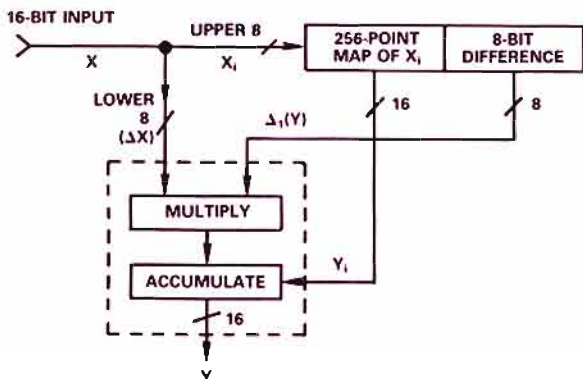 16-BIT INPUT
X
UPPER 8
Xi
256-POINT
MAP OF Xi
8-BIT
DIFFERENCE
LOWER
8
(ΔX)
Δ1(Y)
16
8
MULTIPLY
ACCUMULATE
Yi
16
Y